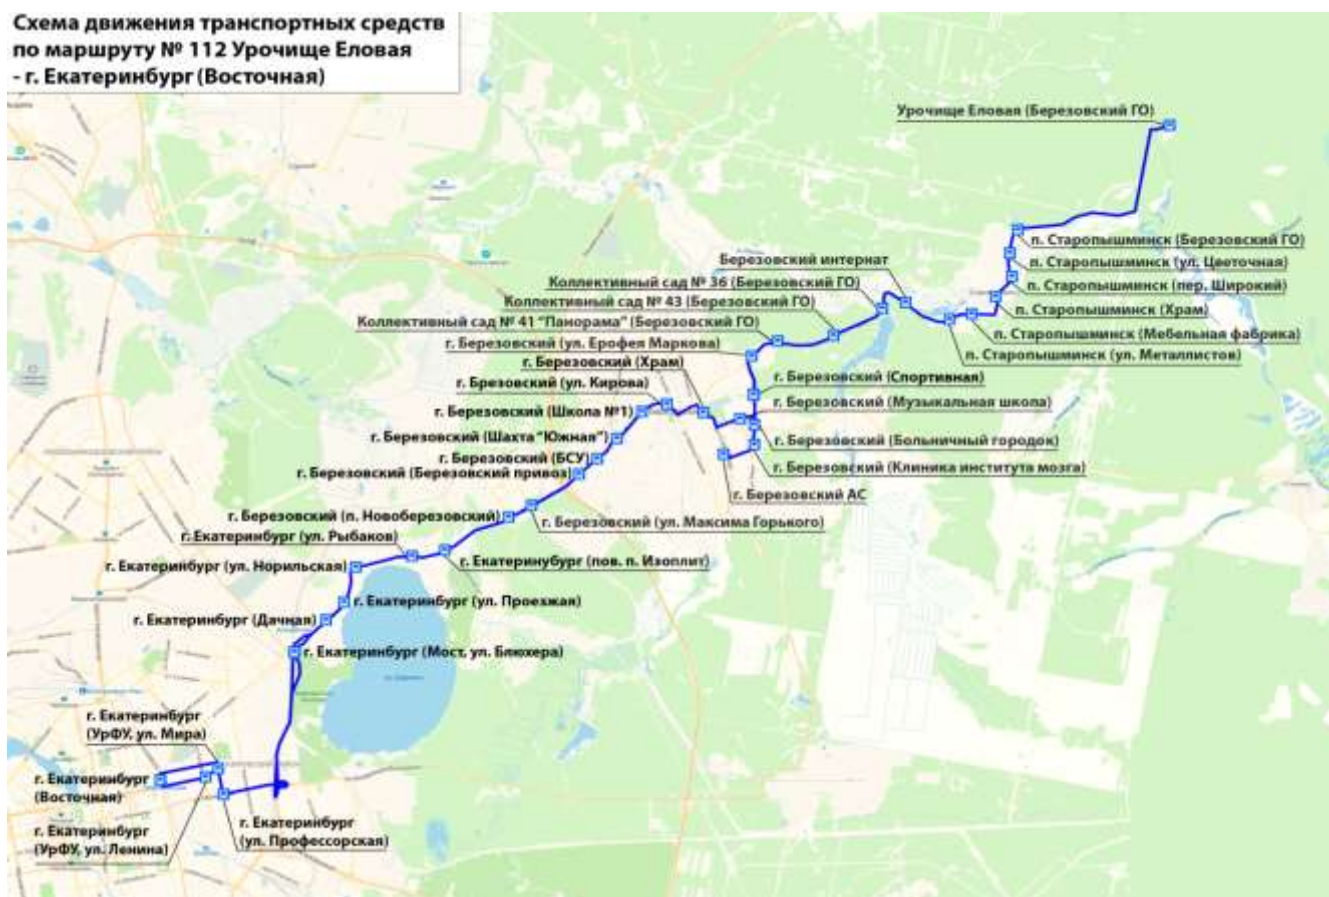 Схема движения транспортных средств
по маршруту № 112 Урочище Еловая
- г. Екатеринбург (Восточная)
Урочище Еловая (Березовский ГО)
п. Старопышминск (Березовский ГО)
п. Старопышминск (ул. Цветочная)
п. Старопышминск (пер. Широкий)
п. Старопышминск (Храм)
п. Старопышминск (Мебельная фабрика)
п. Старопышминск (ул. Металлистов)
Березовский интернат
Коллективный сад № 36 (Березовский ГО)
Коллективный сад № 43 (Березовский ГО)
Коллективный сад № 41 "Панорама" (Березовский ГО)
г. Березовский (ул. Ерофея Маркова)
г. Березовский (Храм)
г. Брезовский (ул. Кирова)
г. Березовский (Школа №1)
г. Березовский (Шахта "Южная")
г. Березовский (БСУ)
г. Березовский (Березовский привоз)
г. Березовский (Спортивная)
г. Березовский (Музыкальная школа)
г. Березовский (Больничный городок)
г. Березовский (Клиника института мозга)
г. Березовский АС
г. Березовский (п. Новоберезовский)
г. Березовский (ул. Максима Горького)
г. Екатеринбург (ул. Рыбаков)
г. Екатеринубург (пов. п. Изоплит)
г. Екатеринбург (ул. Норильская)
г. Екатеринбург (ул. Проезжая)
г. Екатеринбург (Дачная)
г. Екатеринбург (Мост, ул. Блюхера)
г. Екатеринбург
(УрФУ, ул. Мира)
г. Екатеринбург
(Восточная)
г. Екатеринбург
(УрФУ, ул. Ленина)
г. Екатеринбург
(ул. Профессорская)